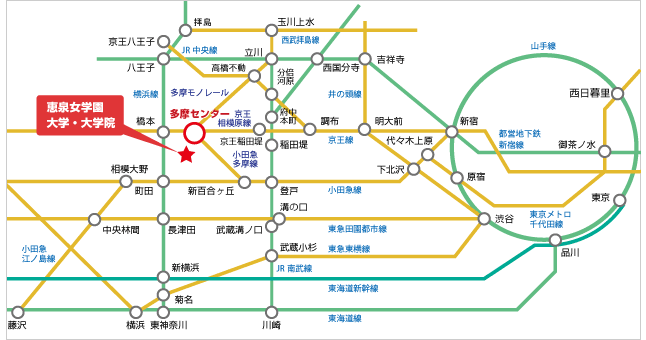 拝島
玉川上水
京王八王子
西武拝島線
JR 中央線
立川
八王子
高幡不動
分倍
河原
西国分寺
吉祥寺
山手線
横浜線
多摩モノレール
井の頭線
西日暮里
恵泉女学園
大学・大学院
多摩センター
京王
相模原線
府中
本町
橋本
調布
明大前
新宿
都営地下鉄
新宿線
京王稲田堤
稲田堤
京王線
代々木上原
御茶ノ水
小田急
多摩線
相模大野
下北沢
原宿
町田
新百合ヶ丘
登戸
小田急線
東京
溝の口
渋谷
東京メトロ
千代田線
中央林間
長津田
武蔵溝ノ口
東急田園都市線
小田急
江ノ島線
武蔵小杉
東急東横線
品川
新横浜
JR 南武線
菊名
東海道新幹線
藤沢
横浜
東神奈川
川崎
東海道線